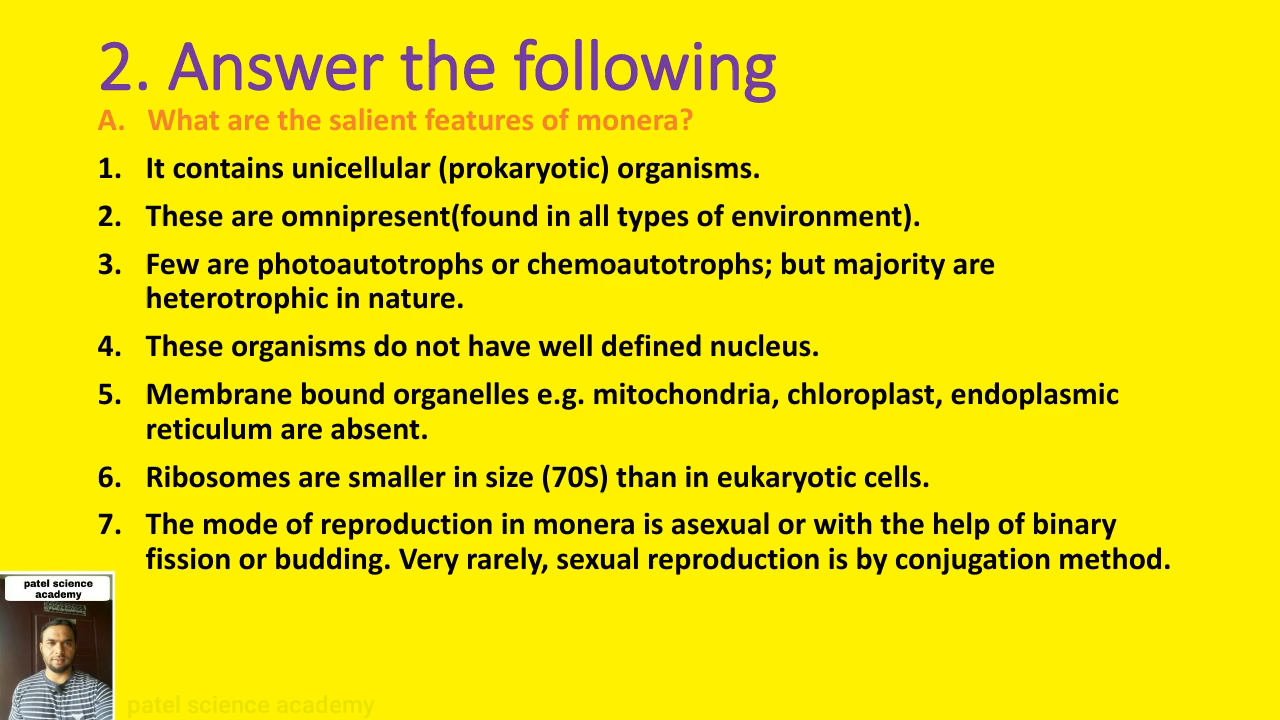 2. Answer the following
A. What are the salient features of monera?
1. It contains unicellular (prokaryotic) organisms.
2. These are omnipresent(found in all types of environment).
3. Few are photoautotrophs or chemoautotrophs; but majority are
heterotrophic in nature.
4. These organisms do not have well defined nucleus.
5. Membrane bound organelles e.g. mitochondria, chloroplast, endoplasmic
reticulum are absent.
6. Ribosomes are smaller in size (70S) than in eukaryotic cells.
7. The mode of reproduction in monera is asexual or with the help of binary
fission or budding. Very rarely, sexual reproduction is by conjugation method.
patel science
academy
patel science academy